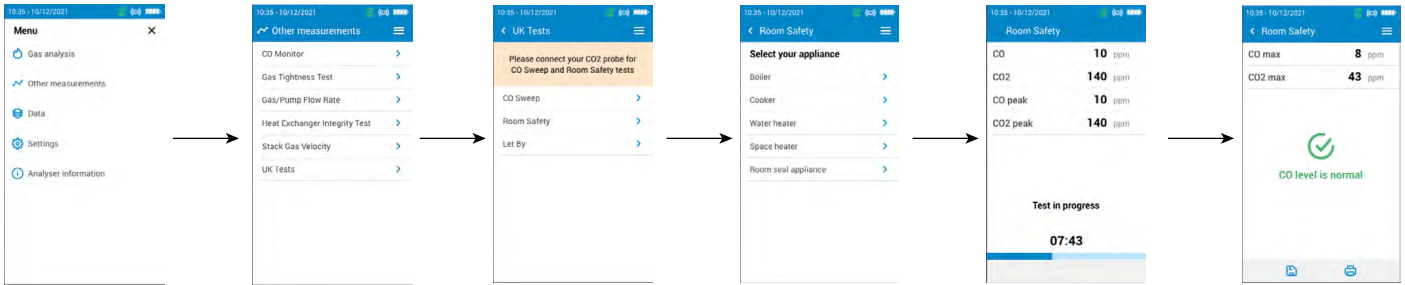 10:35 - 10/12/2021
Menu
Gas analysis
Other measurements
Data
Settings
Analyser information
10:35 - 10/12/2021
Other measurements
CO Monitor
Gas Tightness Test
Gas/Pump Flow Rate
Heat Exchanger Integrity Test
Stack Gas Velocity
UK Tests
10:35 - 10/12/2021
UK Tests
Please connect your CO2 probe for
CO Sweep and Room Safety tests
CO Sweep
Room Safety
Let By
10:35 - 10/12/2021
Room Safety
Select your appliance
Boiler
Cooker
Water heater
Space heater
Room seal appliance
10:35 - 10/12/2021
Room Safety
CO 10 ppm
CO2 140 ppm
CO peak 10 ppm
CO2 peak 140 ppm
Test in progress
07:43
10:35 - 10/12/2021
Room Safety
CO max 8 ppm
CO2 max 43 ppm
CO level is normal